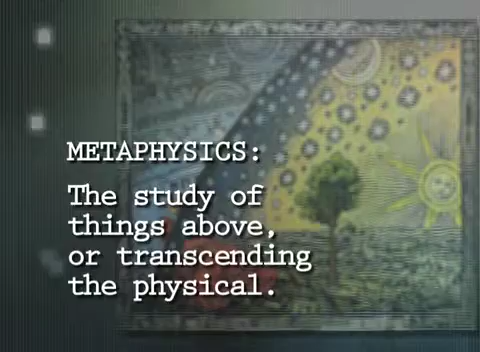 METAPHYSICS:
The study of
things above,
or transcending
the physical.